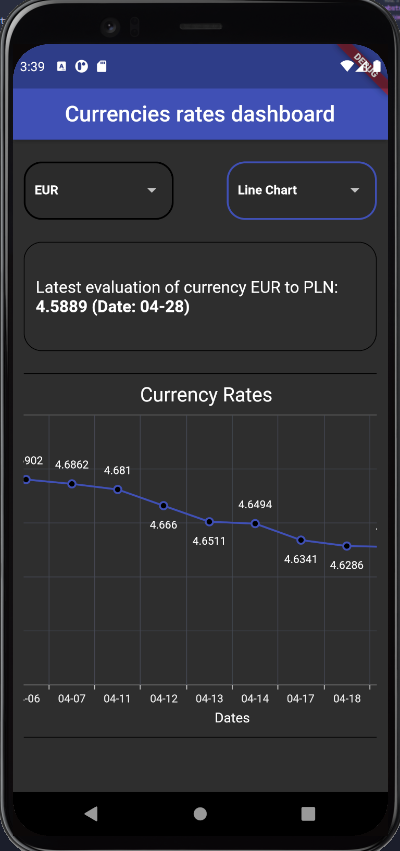 3:39
DEBUG
Currencies rates dashboard
EUR
Line Chart
Latest evaluation of currency EUR to PLN:
4.5889 (Date: 04-28)
Currency Rates
902
4.6862
4.681
4.666
4.6511
4.6494
4.6341
4.6286
-06 04-07 04-11 04-12 04-13 04-14 04-17 04-18
Dates